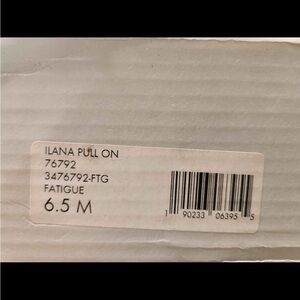 ILANA PULL ON
76792
3476792-FTG
FATIGUE
6.5 M
1 90233 06395 5